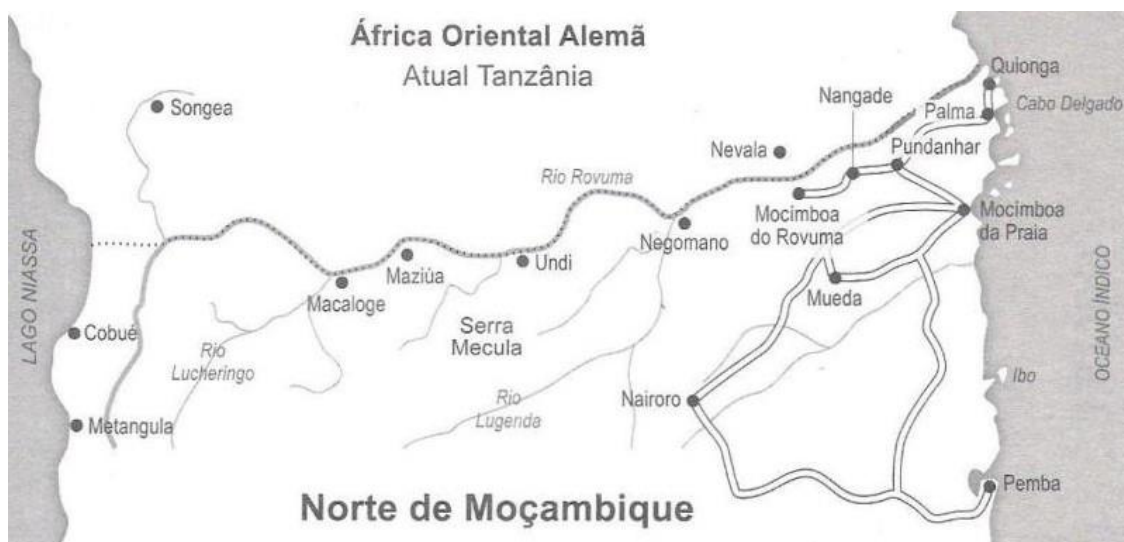 África Oriental Alemã
Atual Tanzânia
Songea
Quionga
Nangade
Palma
Cabo Delgado
Nevala
Pundanhar
Rio Rovuma
Mocímboa
do Rovuma
Mocímboa
da Praia
Negomano
Undi
Maziúa
Macaloge
Mueda
LAGO NIASSA
Serra
Mecula
Cobué
Rio
Lucheringo
OCEANO ÍNDICO
Ibo
Nairoro
Rio
Lugenda
Metangula
Pemba
Norte de Moçambique